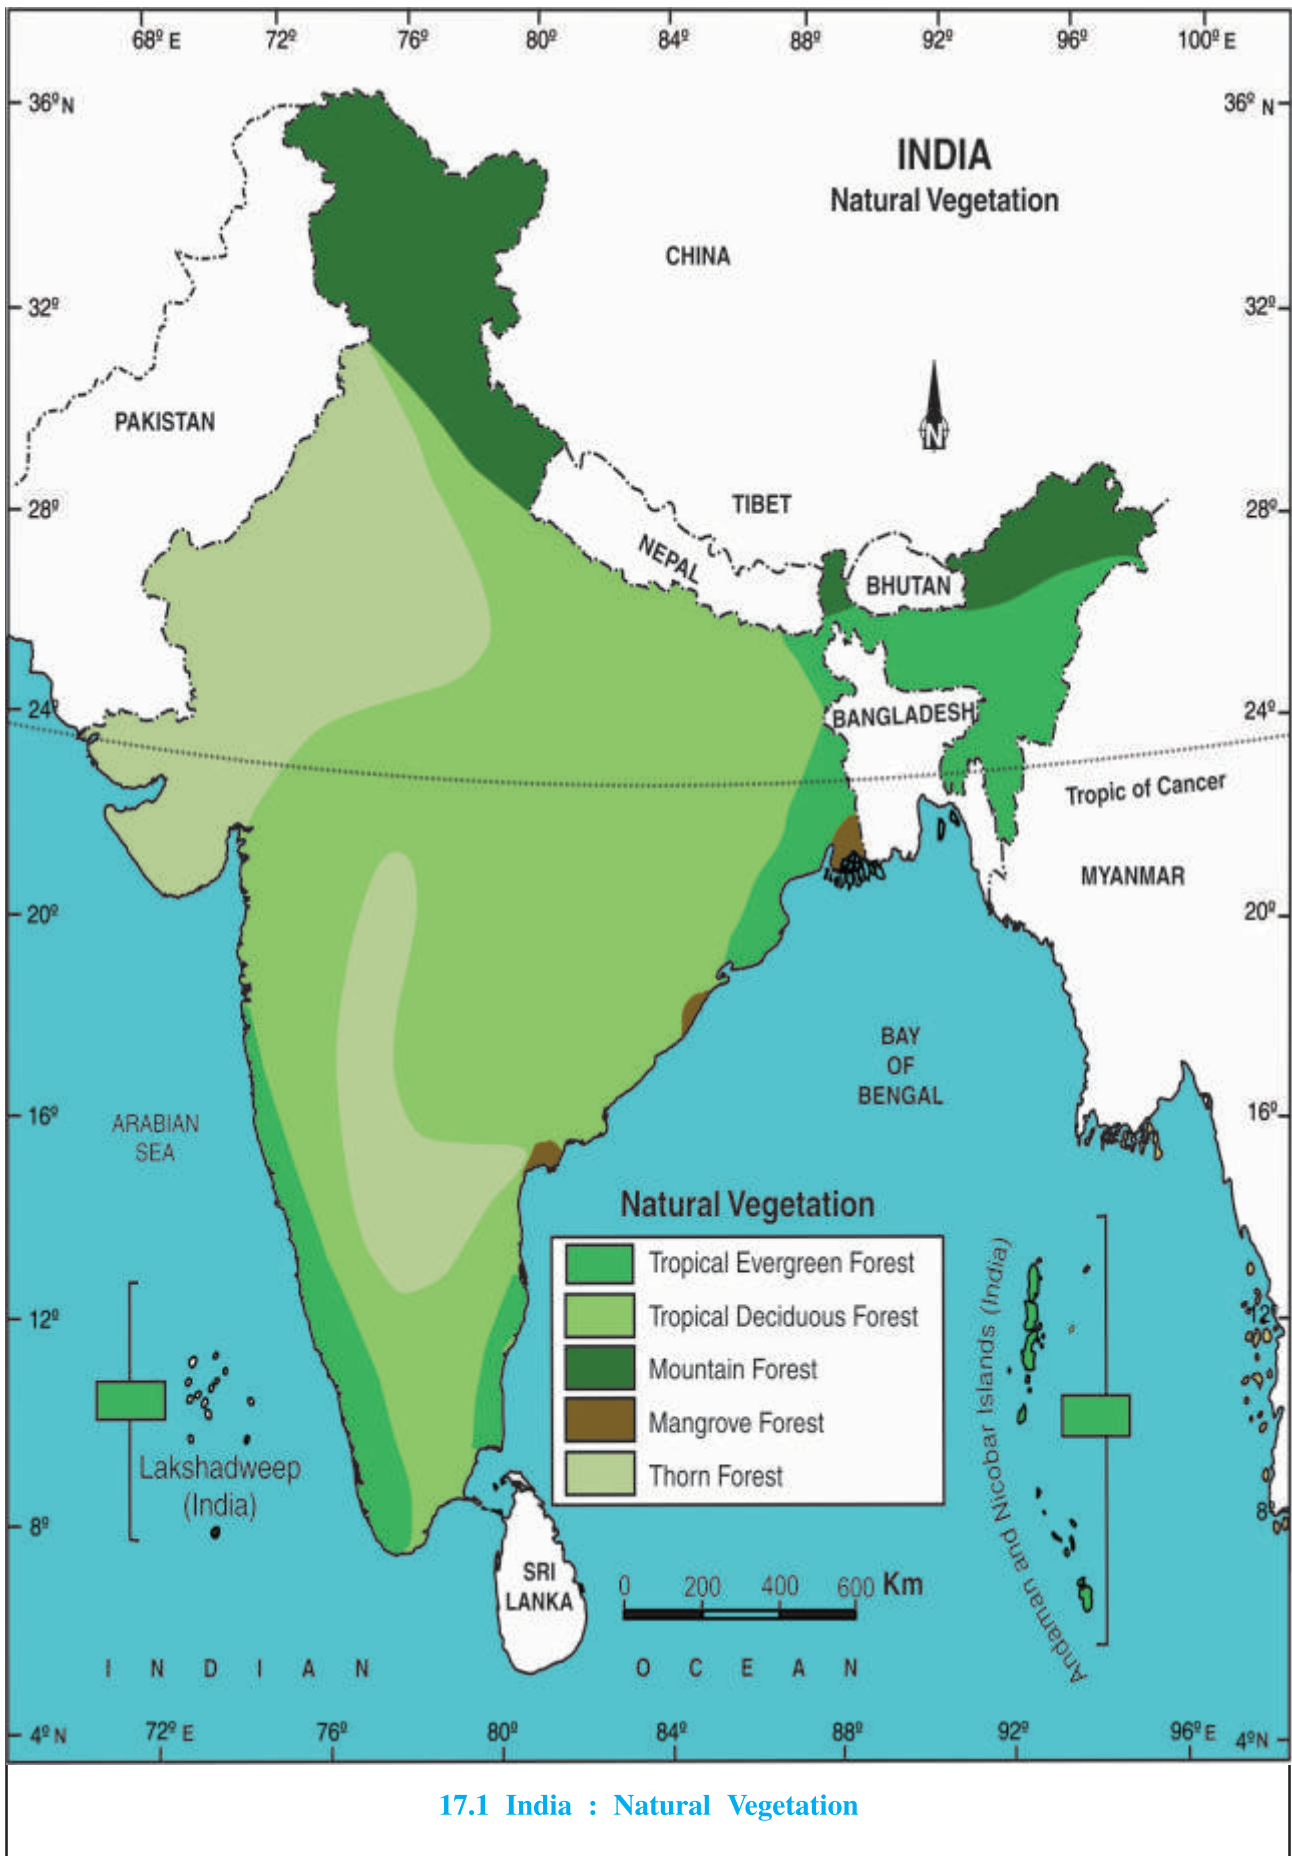 68º E 72º 76º 80º 84º 88º 92º 96º 100º E
36º N
36º N
INDIA
Natural Vegetation
CHINA
32º
32º
PAKISTAN
N
28º
TIBET
28º
NEPAL
BHUTAN
24º
BANGLADESH
24º
Tropic of Cancer
MYANMAR
20º
20º
BAY
OF
BENGAL
16º
16º
ARABIAN
SEA
Natural Vegetation
Tropical Evergreen Forest
Tropical Deciduous Forest
Mountain Forest
Mangrove Forest
Thorn Forest
12º
12
Lakshadweep
(India)
Andaman and Nicobar Islands (India)
8º
8
SRI
LANKA
0 200 400 600 Km
I N D I A N O C E A N
4º N
4º N
72º E 76º 80º 84º 88º 92º 96º E
17.1 India : Natural Vegetation